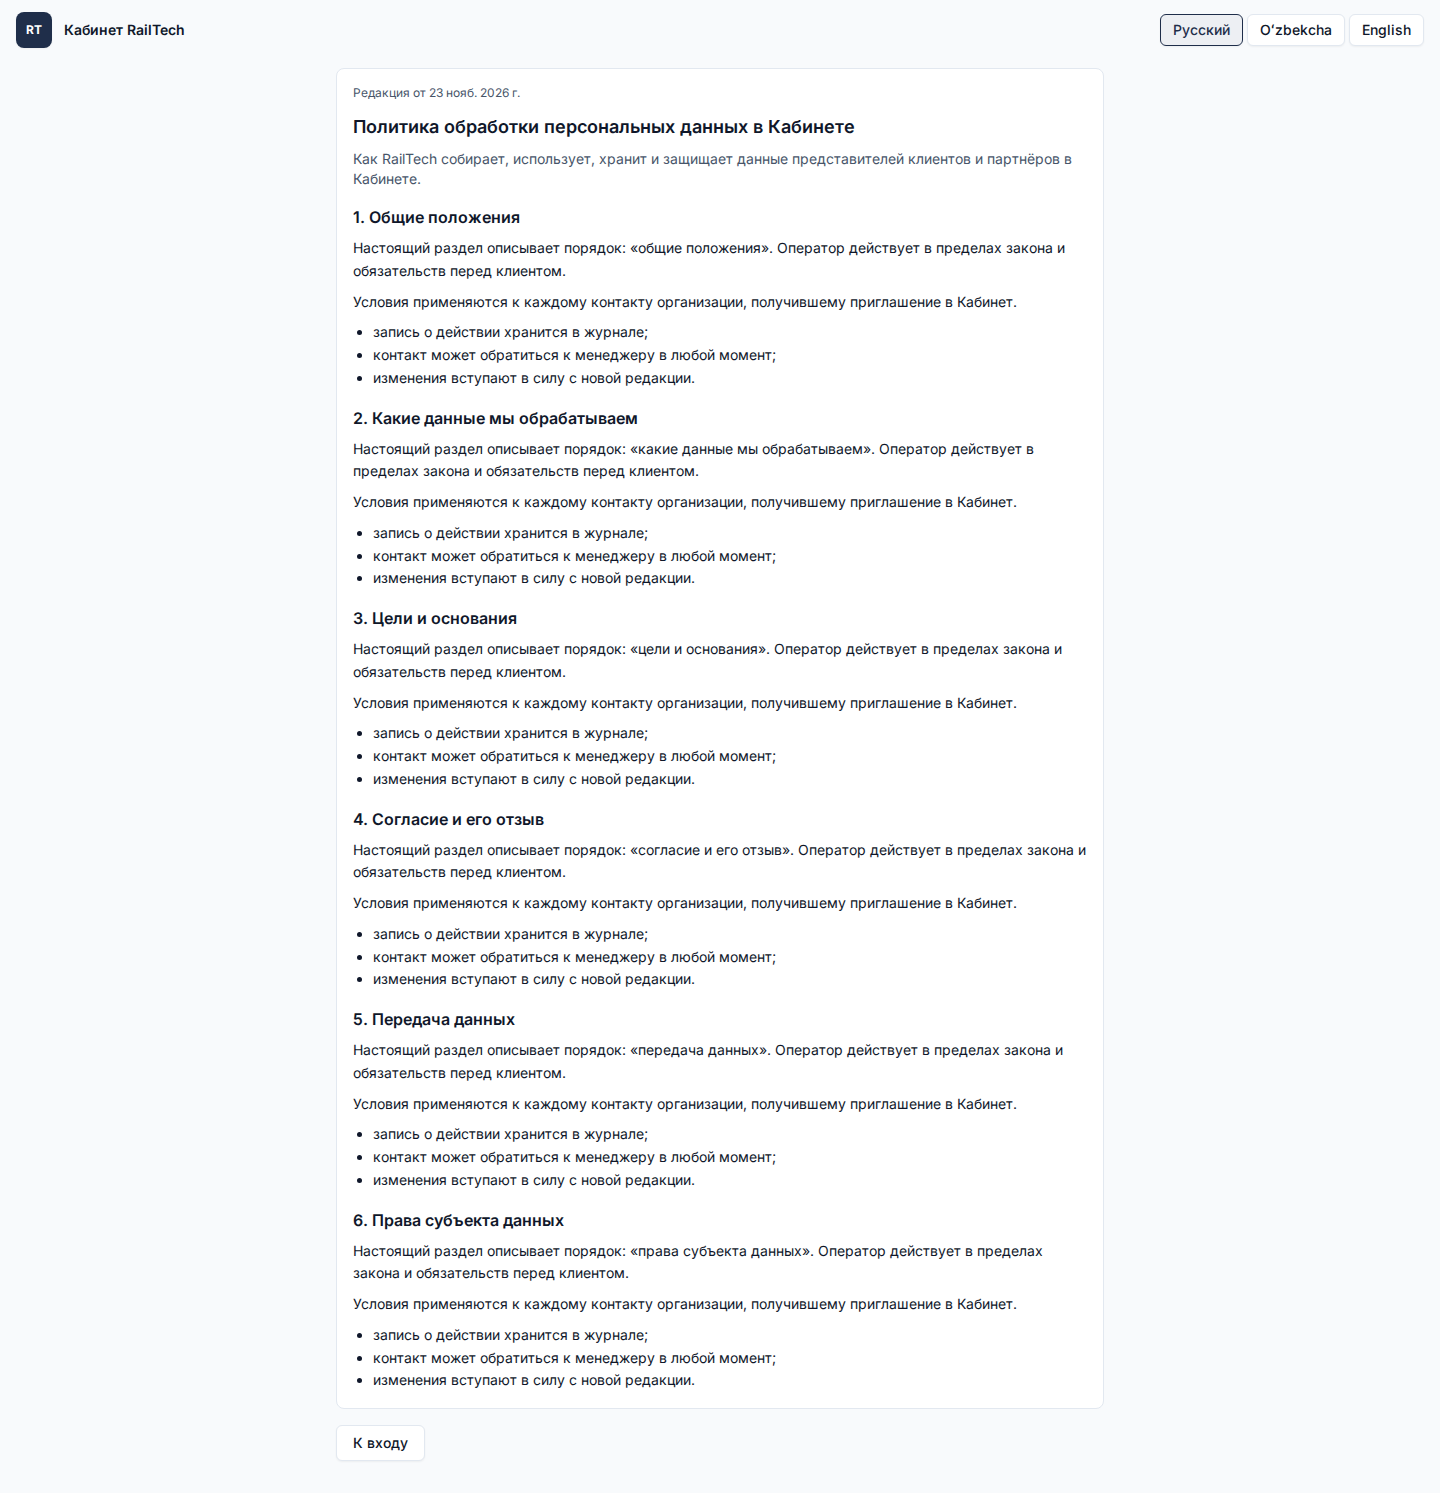 RT
Кабинет RailTech
Русский
Oʻzbekcha
English
Редакция от 23 нояб. 2026 г.
Политика обработки персональных данных в Кабинете
Как RailTech собирает, использует, хранит и защищает данные представителей клиентов и партнёров в
Кабинете.
1. Общие положения
Настоящий раздел описывает порядок: «общие положения». Оператор действует в пределах закона и
обязательств перед клиентом.
Условия применяются к каждому контакту организации, получившему приглашение в Кабинет.
• запись о действии хранится в журнале;
• контакт может обратиться к менеджеру в любой момент;
• изменения вступают в силу с новой редакции.
2. Какие данные мы обрабатываем
Настоящий раздел описывает порядок: «какие данные мы обрабатываем». Оператор действует в
пределах закона и обязательств перед клиентом.
Условия применяются к каждому контакту организации, получившему приглашение в Кабинет.
• запись о действии хранится в журнале;
• контакт может обратиться к менеджеру в любой момент;
• изменения вступают в силу с новой редакции.
3. Цели и основания
Настоящий раздел описывает порядок: «цели и основания». Оператор действует в пределах закона и
обязательств перед клиентом.
Условия применяются к каждому контакту организации, получившему приглашение в Кабинет.
• запись о действии хранится в журнале;
• контакт может обратиться к менеджеру в любой момент;
• изменения вступают в силу с новой редакции.
4. Согласие и его отзыв
Настоящий раздел описывает порядок: «согласие и его отзыв». Оператор действует в пределах закона и
обязательств перед клиентом.
Условия применяются к каждому контакту организации, получившему приглашение в Кабинет.
• запись о действии хранится в журнале;
• контакт может обратиться к менеджеру в любой момент;
• изменения вступают в силу с новой редакции.
5. Передача данных
Настоящий раздел описывает порядок: «передача данных». Оператор действует в пределах закона и
обязательств перед клиентом.
Условия применяются к каждому контакту организации, получившему приглашение в Кабинет.
• запись о действии хранится в журнале;
• контакт может обратиться к менеджеру в любой момент;
• изменения вступают в силу с новой редакции.
6. Права субъекта данных
Настоящий раздел описывает порядок: «права субъекта данных». Оператор действует в пределах
закона и обязательств перед клиентом.
Условия применяются к каждому контакту организации, получившему приглашение в Кабинет.
• запись о действии хранится в журнале;
• контакт может обратиться к менеджеру в любой момент;
• изменения вступают в силу с новой редакции.
К входу